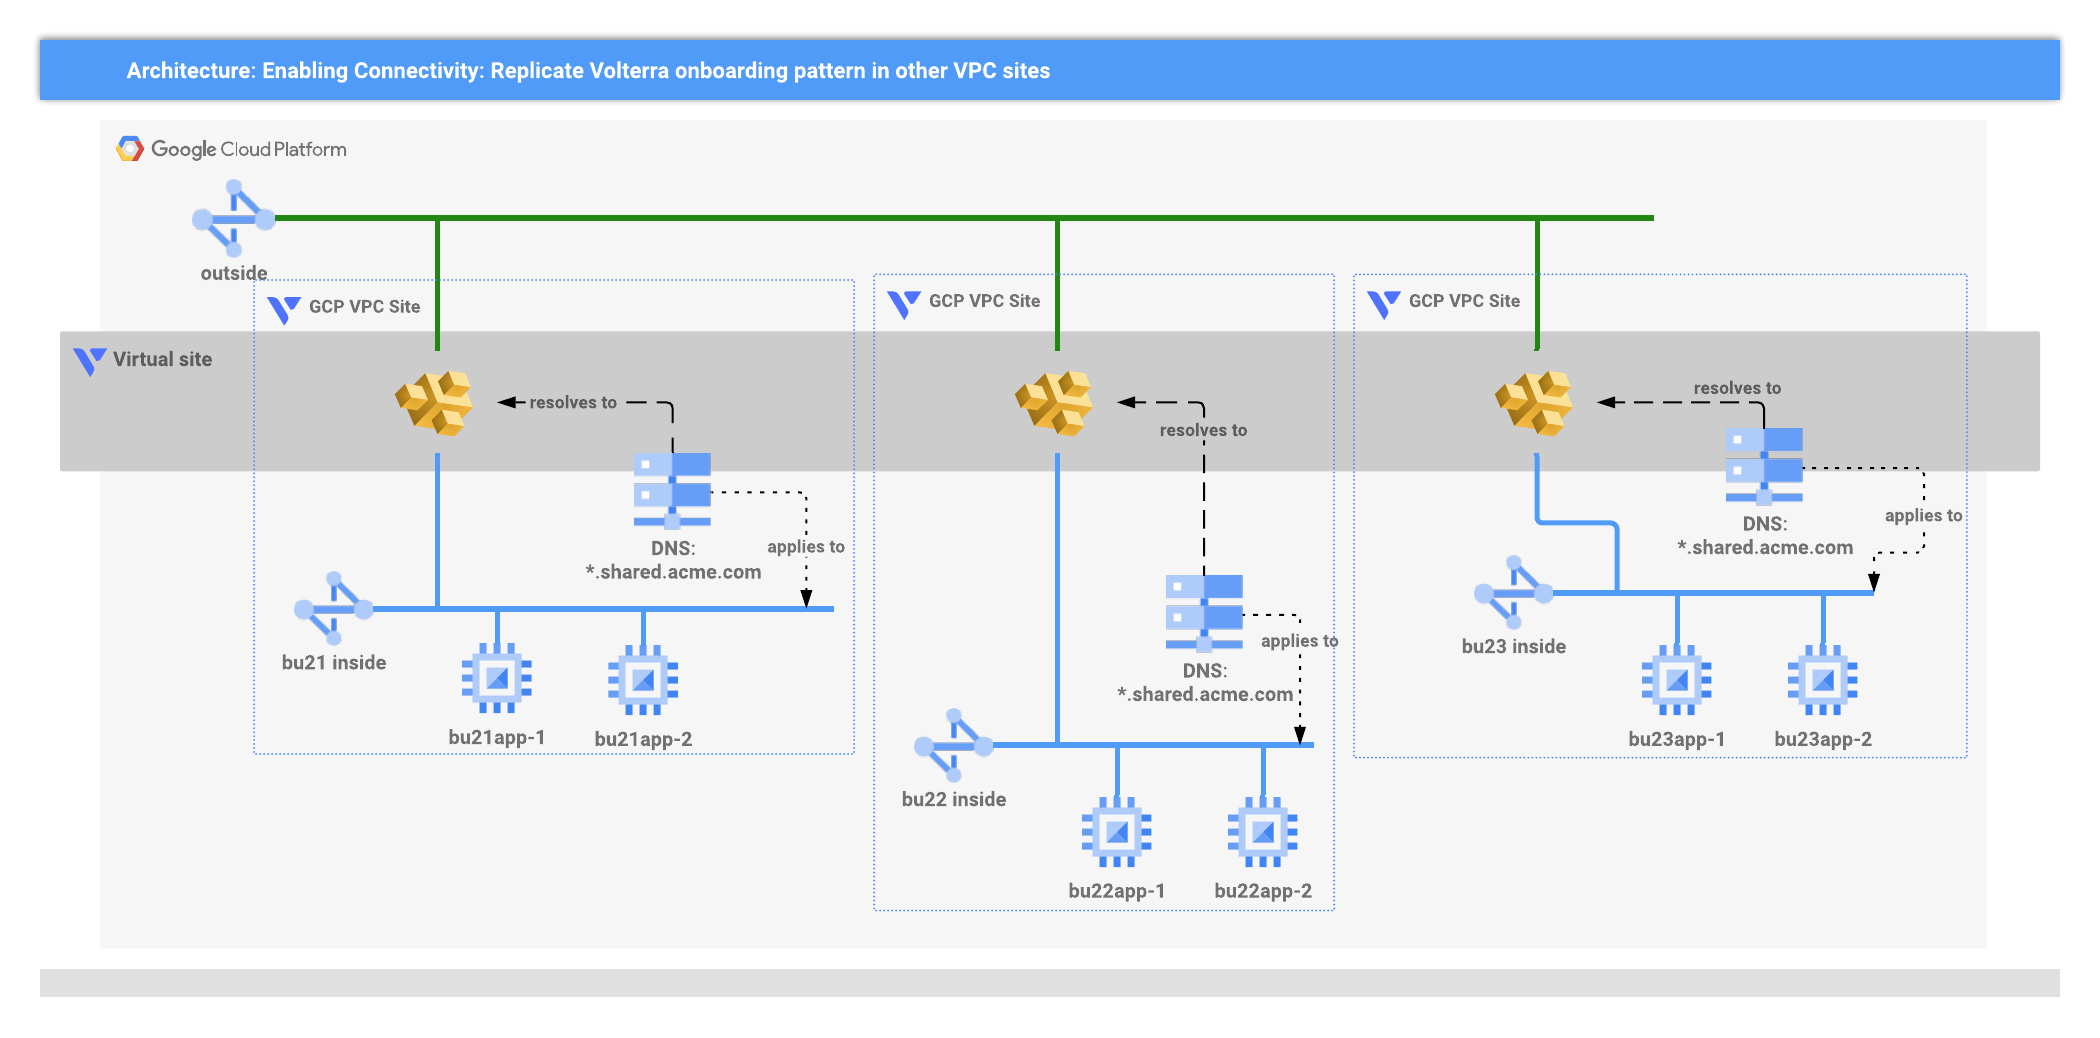 Architecture: Enabling Connectivity: Replicate Volterra onboarding pattern in other VPC sites
Google Cloud Platform
outside
GCP VPC Site
GCP VPC Site
GCP VPC Site
Virtual site
resolves to
DNS:
*.shared.acme.com
applies to
bu21 inside
bu21app-1
bu21app-2
resolves to
DNS:
*.shared.acme.com
applies to
bu22 inside
bu22app-1
bu22app-2
resolves to
DNS:
*.shared.acme.com
applies to
bu23 inside
bu23app-1
bu23app-2